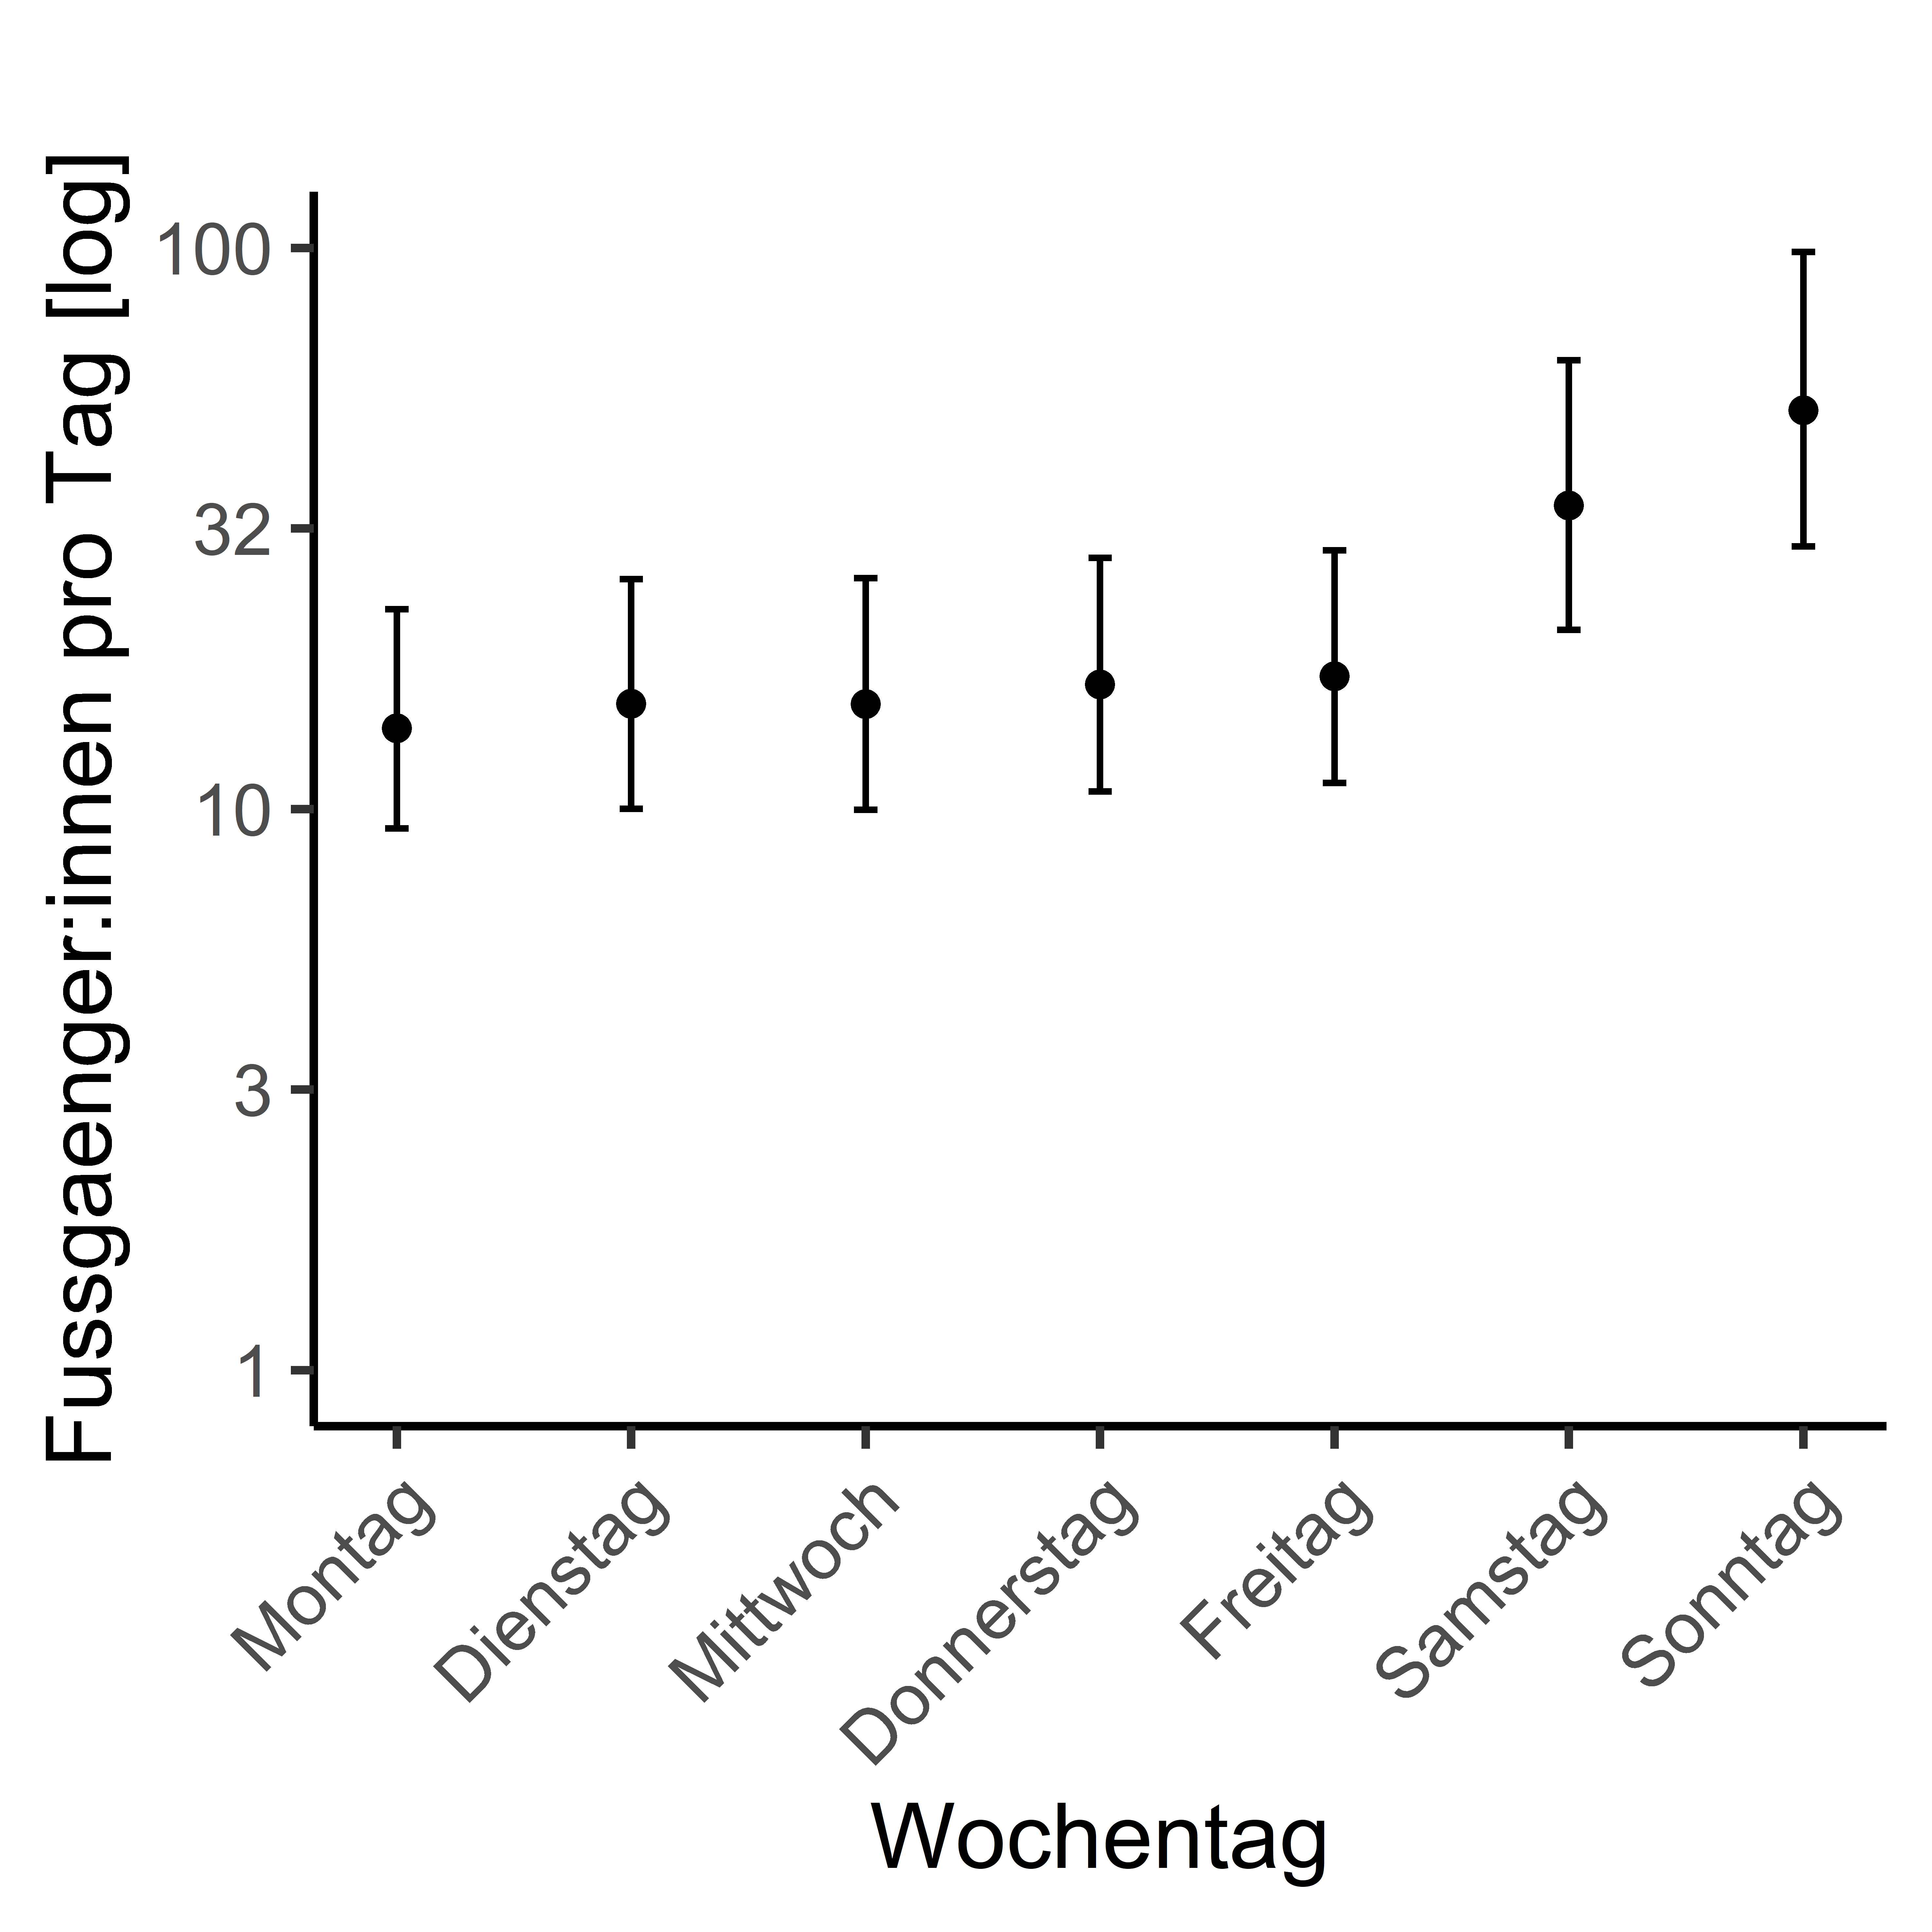 Fussgaenger:innen pro Tag [log]
100
32
10
3
1
Montag
Dienstag
Mittwoch
Donnerstag
Freitag
Samstag
Sonntag
Wochentag